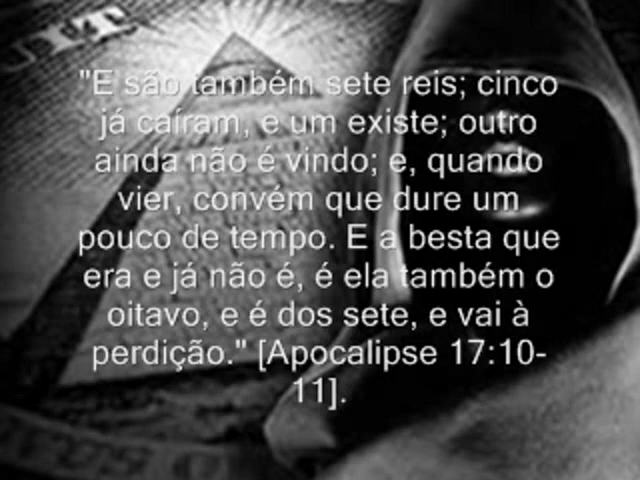 UIT
"E são também sete reis; cinco
já caíram, e um existe; outro
ainda não é vindo; e, quando
vier, convém que dure um
pouco de tempo. E a besta que
era e já não é, é ela também o
oitavo, e é dos sete, e vai à
perdição." [Apocalipse 17:10-
11].